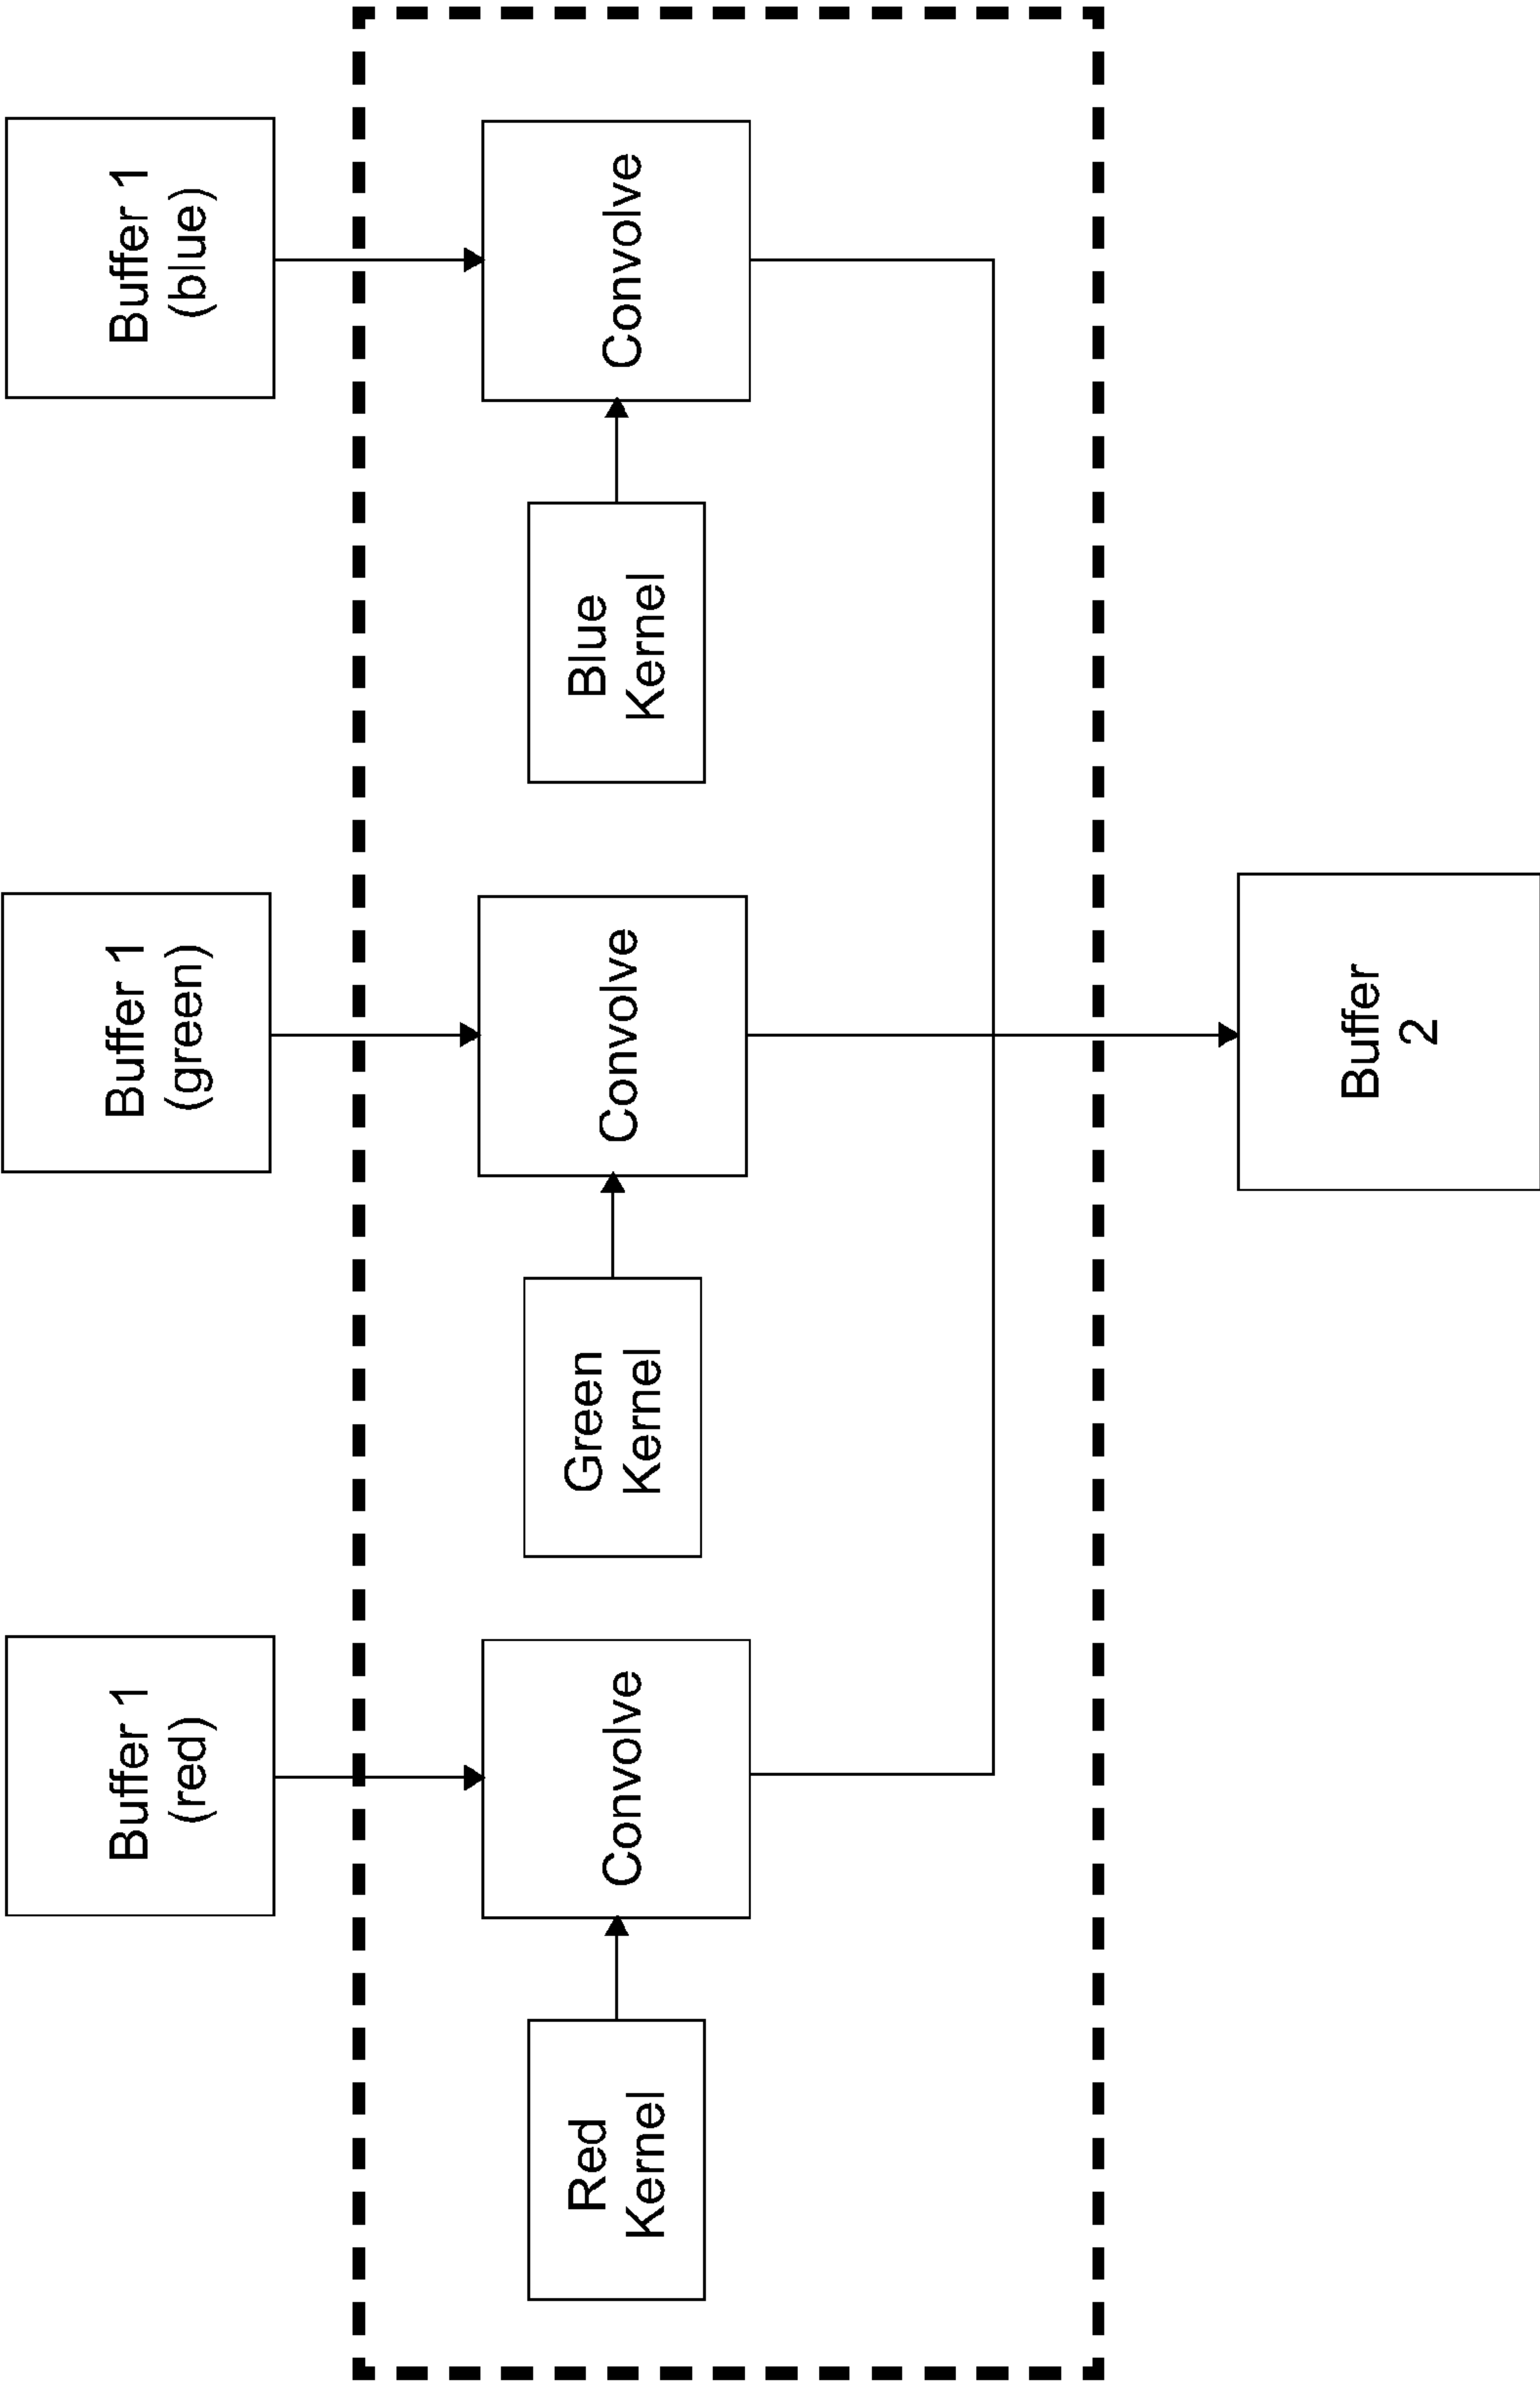 Buffer 1
(red)
Buffer 1
(green)
Buffer 1
(blue)
Red
Kernel
Convolve
Green
Kernel
Convolve
Blue
Kernel
Convolve
Buffer
2